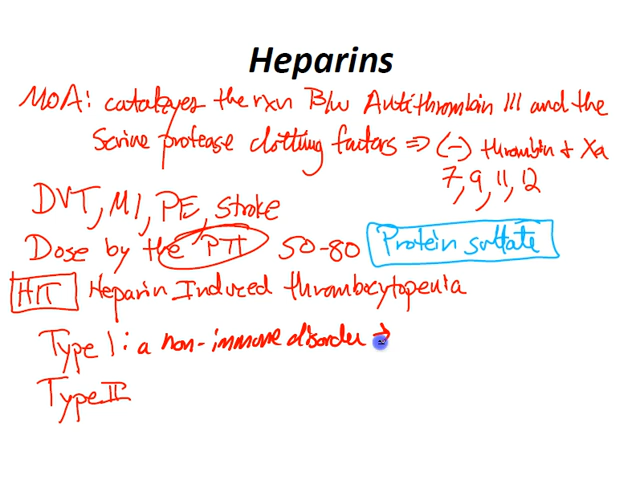 Heparins
MOA: catalyzes the rxn B/w Antithrombin III and the
Serine protease clotting factors => (-) thrombin + Xa
7, 9, 11, 12
DVT, MI, PE, stroke
Dose by the PTT 50-80 Protein sulfate
HIT Heparin Induced thrombocytopenia
Type I: a non-immune disorder →
Type II